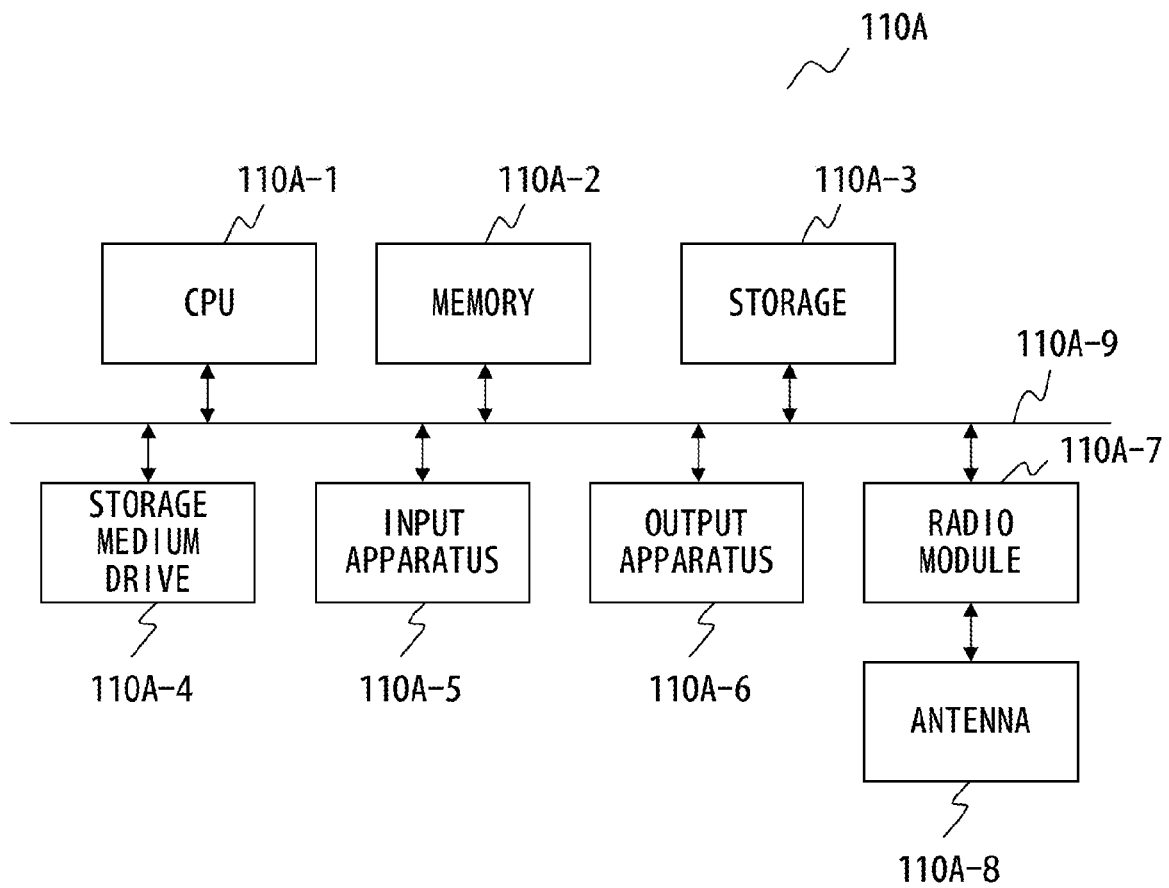 110A
110A-1
110A-2
110A-3
CPU
MEMORY
STORAGE
110A-9
110A-7
STORAGE
MEDIUM
DRIVE
INPUT
APPARATUS
OUTPUT
APPARATUS
RADIO
MODULE
110A-4
110A-5
110A-6
ANTENNA
110A-8